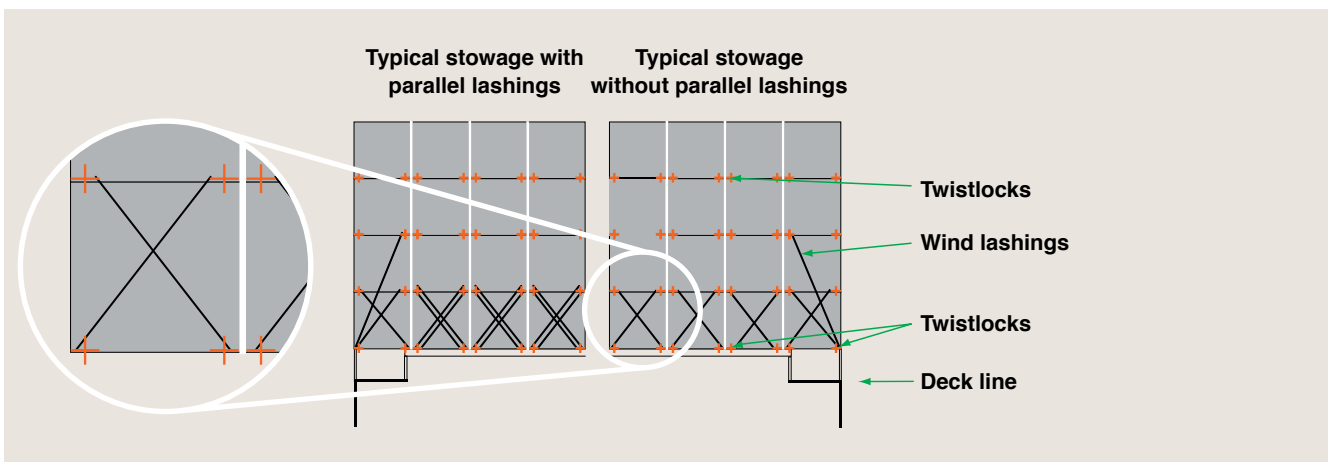 Typical stowage with
parallel lashings
Typical stowage
without parallel lashings
Twistlocks
Wind lashings
Twistlocks
Deck line